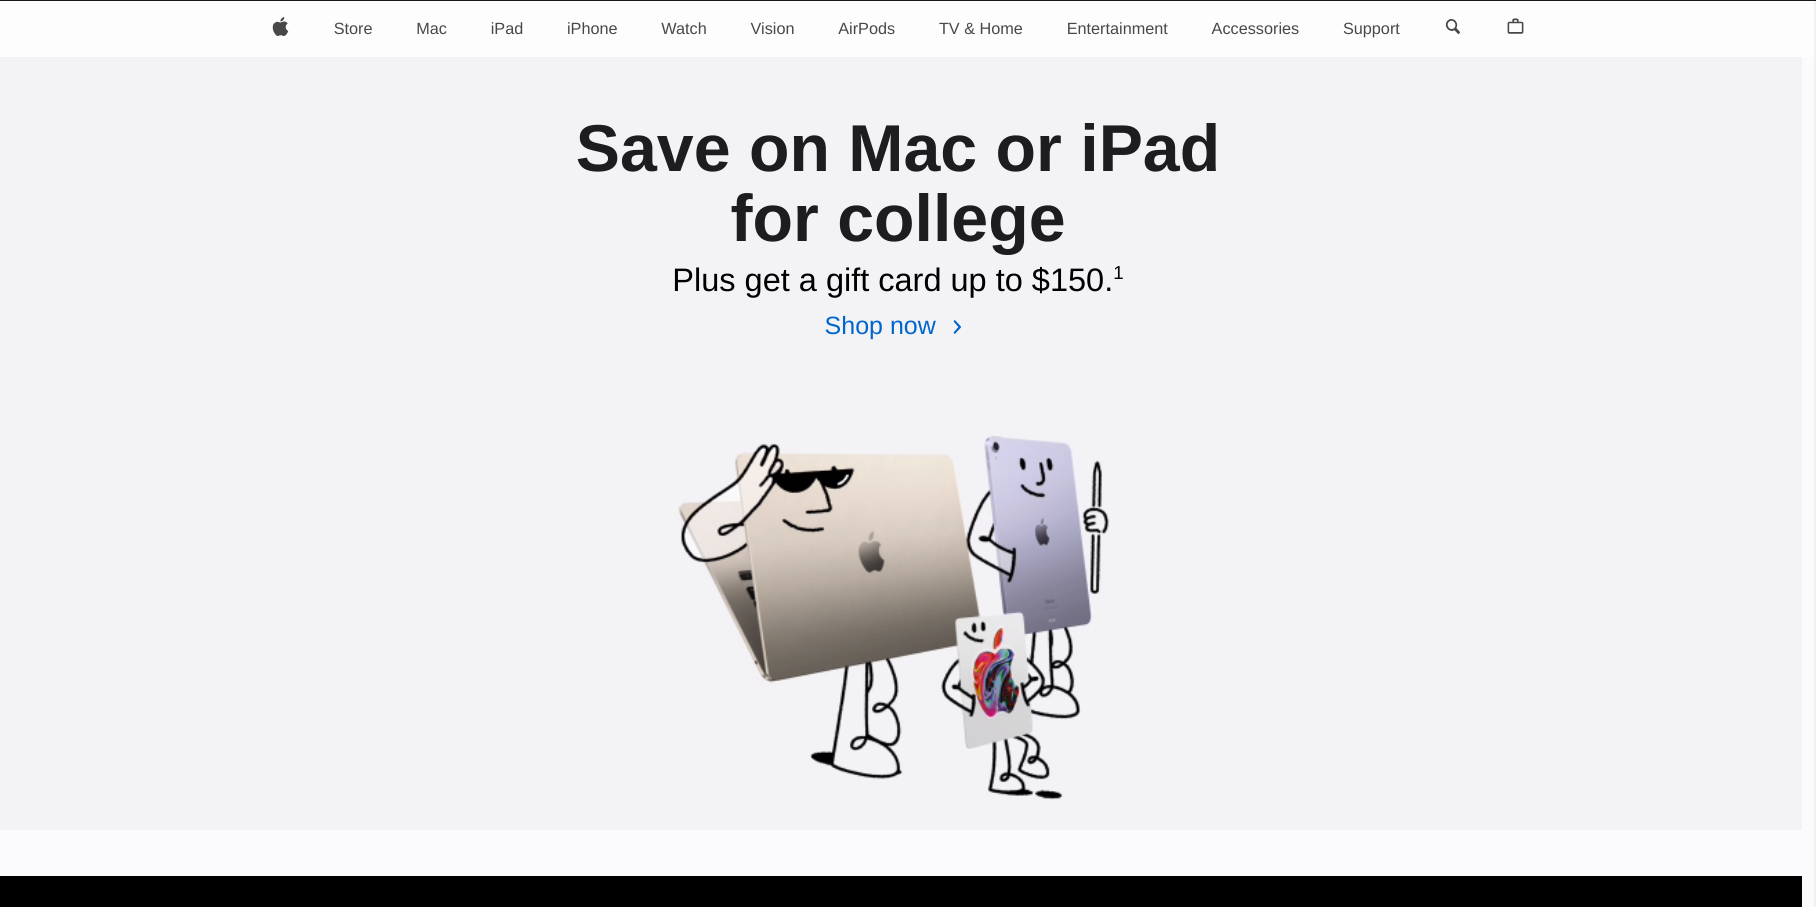 Store Mac iPad iPhone Watch Vision AirPods TV & Home Entertainment Accessories Support
Save on Mac or iPad
for college
Plus get a gift card up to $150.¹
Shop now